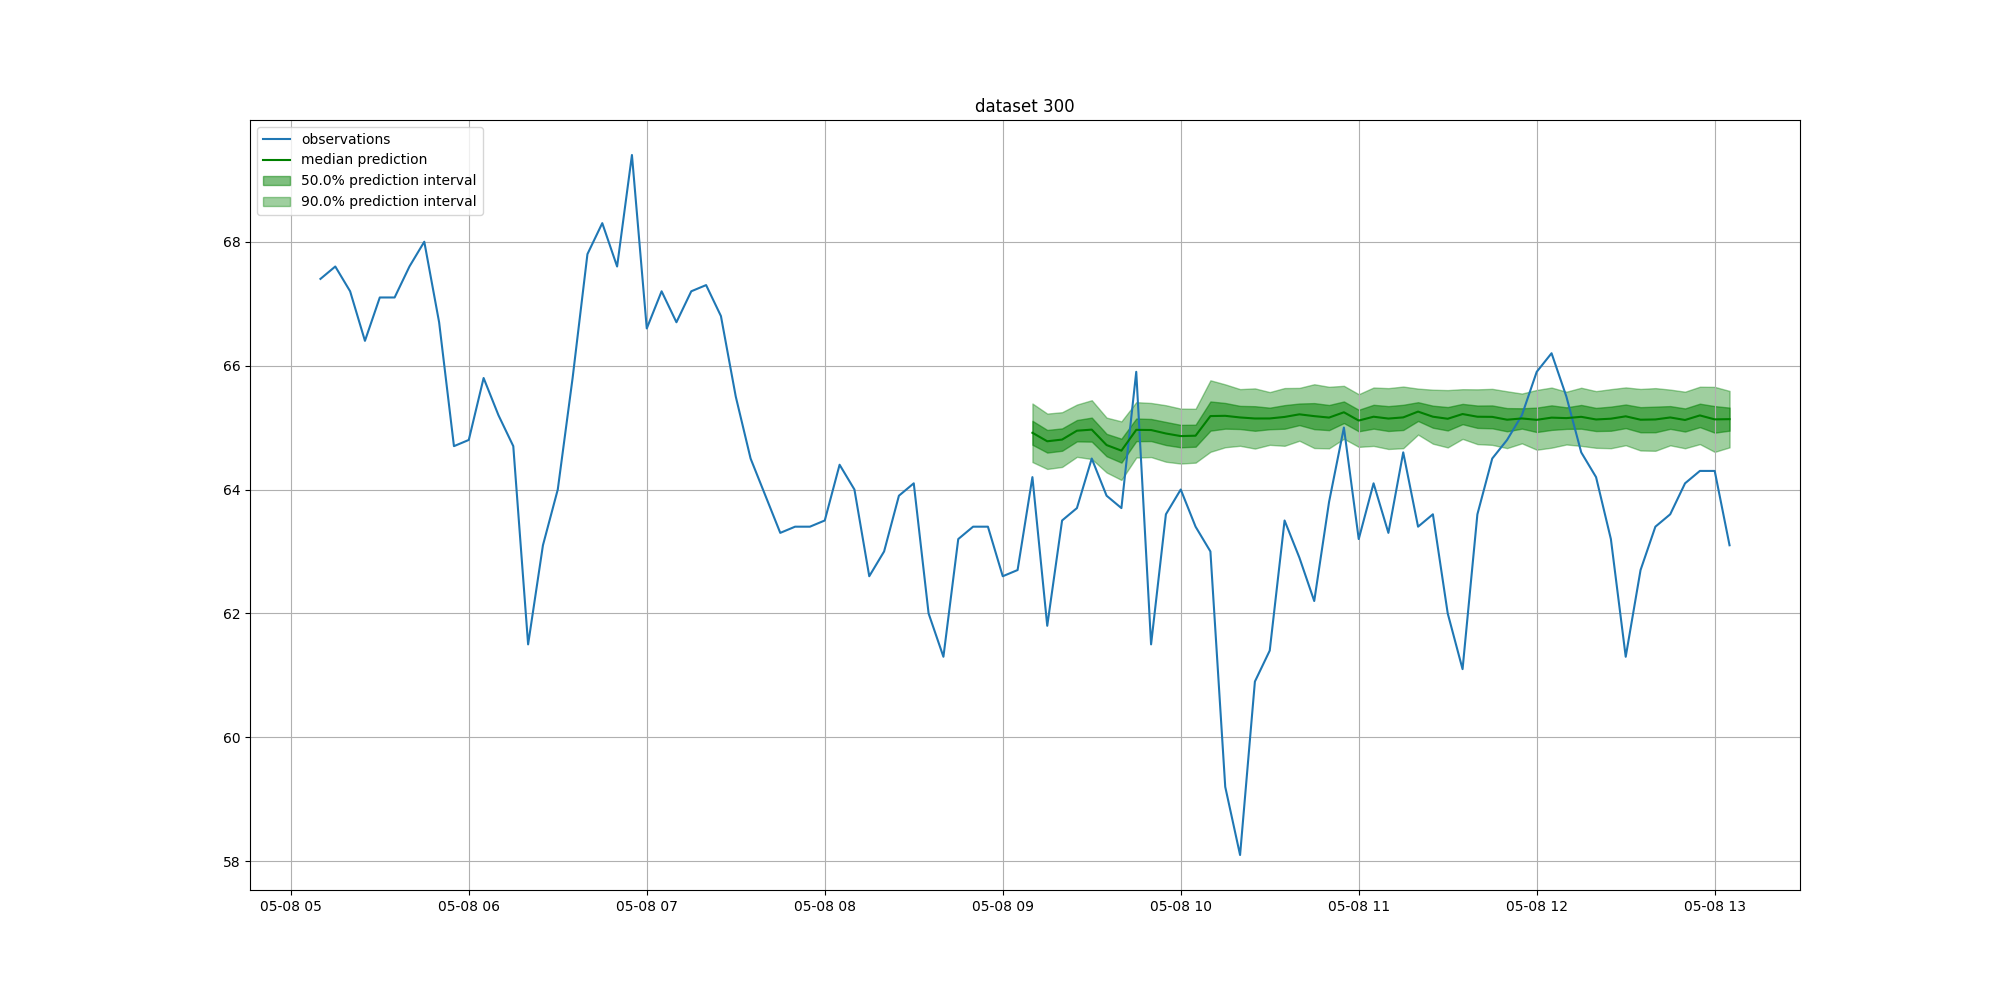 dataset 300
observations
median prediction
50.0% prediction interval
90.0% prediction interval
68
66
64
62
60
58
05-08 05 05-08 06 05-08 07 05-08 08 05-08 09 05-08 10 05-08 11 05-08 12 05-08 13